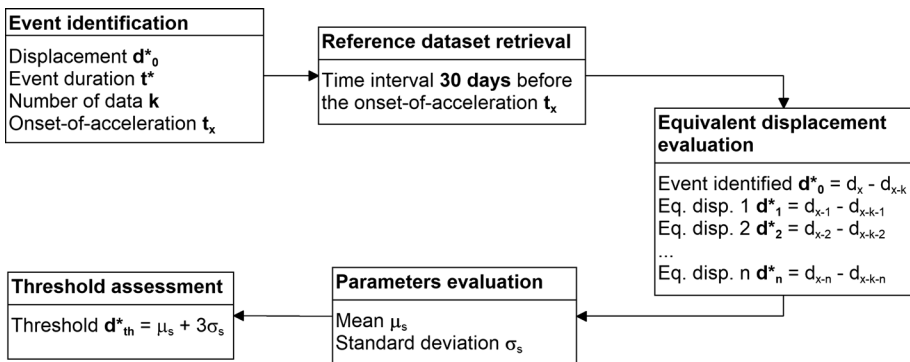 Event identification
Displacement d*₀
Event duration t*
Number of data k
Onset-of-acceleration tₓ
Reference dataset retrieval
Time interval 30 days before
the onset-of-acceleration tₓ
Equivalent displacement
evaluation
Event identified d*₀ = dₓ - dₓ₋ₖ
Eq. disp. 1 d*₁ = dₓ₋₁ - dₓ₋ₖ₋₁
Eq. disp. 2 d*₂ = dₓ₋₂ - dₓ₋ₖ₋₂
...
Eq. disp. n d*ₙ = dₓ₋ₙ - dₓ₋ₖ₋ₙ
Parameters evaluation
Mean μₛ
Standard deviation σₛ
Threshold assessment
Threshold d*ₜₕ = μₛ + 3σₛ